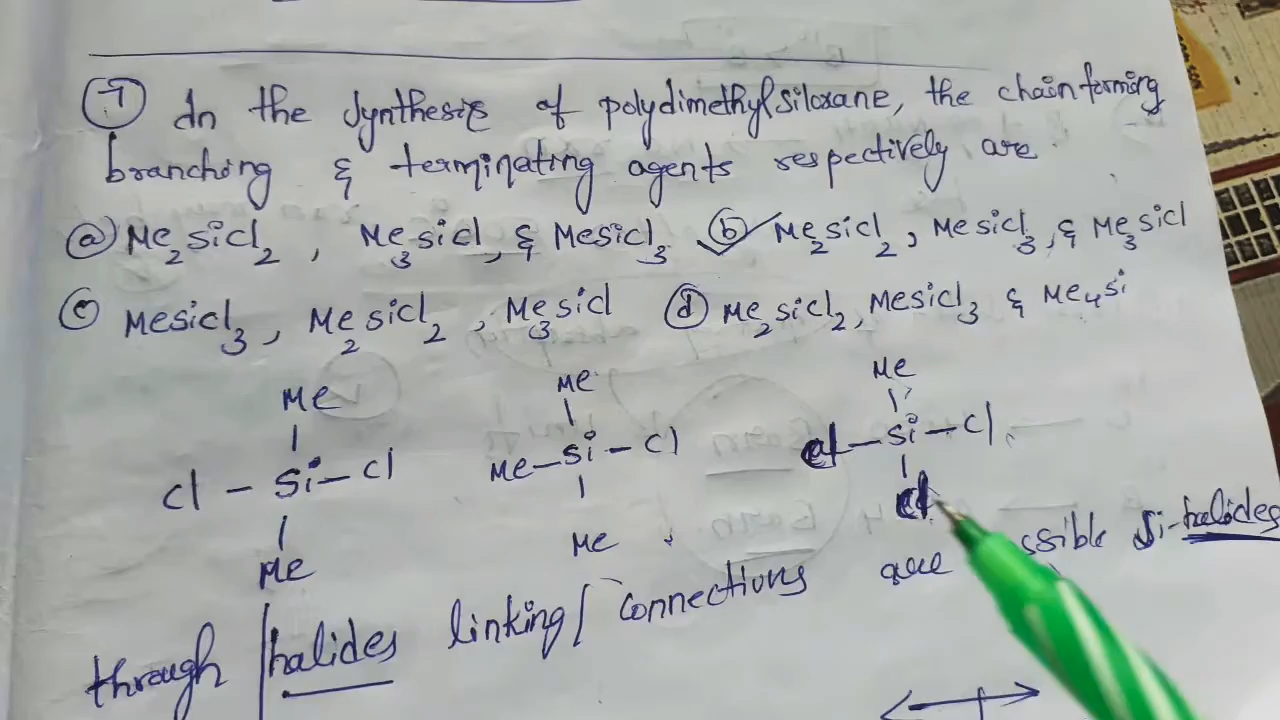 7 In the Synthesis of polydimethylsiloxane, the chain forming
branching & terminating agents respectively are
(a) Me2SiCl2, Me3SiCl, & MeSiCl3 (b) Me2SiCl2, MeSiCl3, & Me3SiCl
(c) MeSiCl3, Me2SiCl2, Me3SiCl (d) Me2SiCl2, MeSiCl3 & Me4Si
Me Me Me
Cl - Si - Cl Me - Si - Cl Cl - Si - Cl
Me Me Cl
through halides linking/ connections are ssible Si-halides